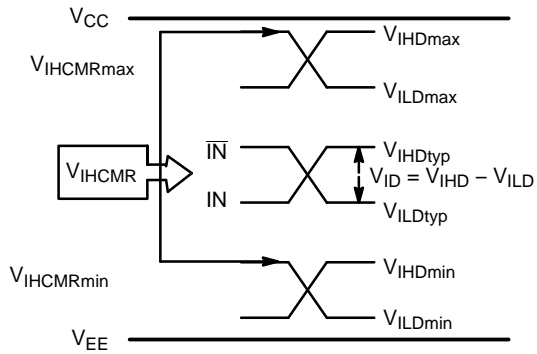 VCC
VIHCMRmax
VIHDmax
VILDmax
VIHCMR
IN
VIHDtyp
VID = VIHD – VILD
IN
VILDtyp
VIHCMRmin
VIHDmin
VILDmin
VEE